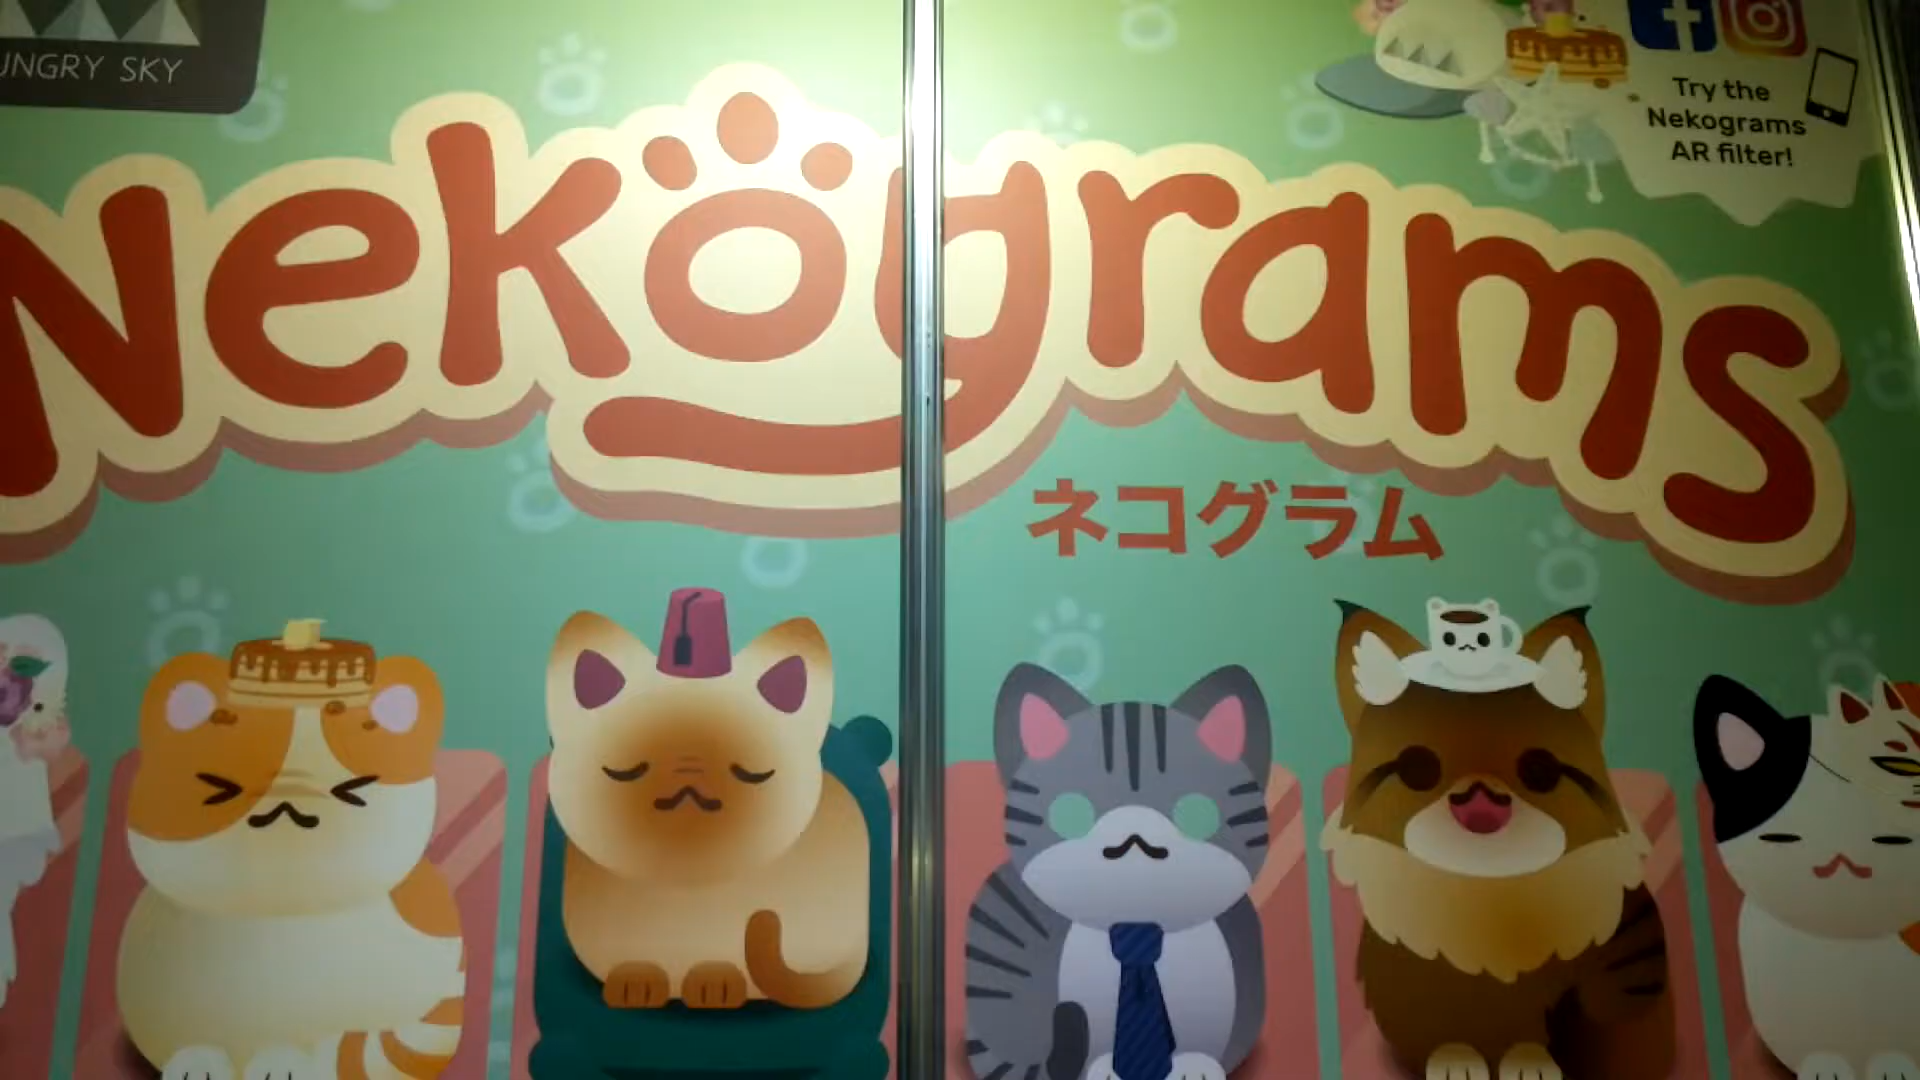 UNGRY SKY
Try the
Nekograms
AR filter!
Nekograms
ネコグラム